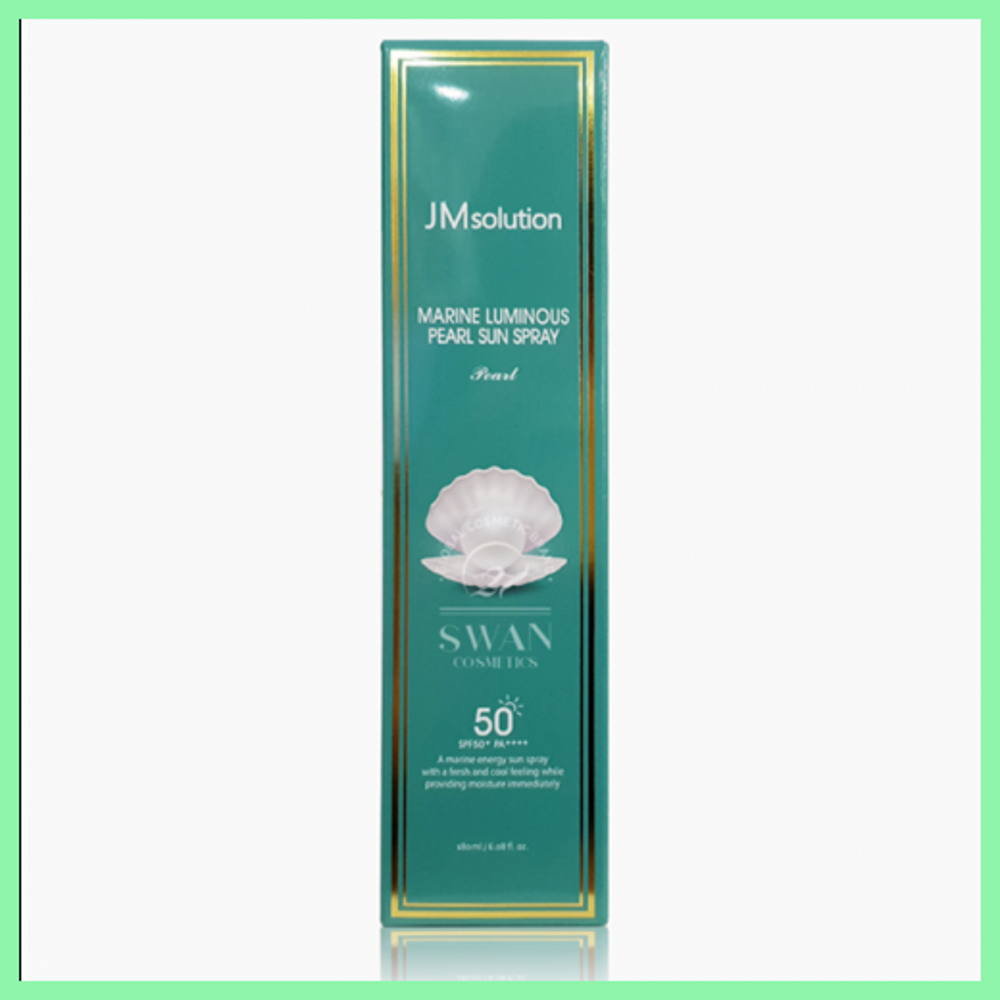 JMsolution
MARINE LUMINOUS
PEARL SUN SPRAY
Pearl
SWAN
COSMETICS
50
SPF50+ PA++++
A marine energy sun spray
with a fresh and cool feeling while
providing moisture immediately
180ml / 6.08 fl. oz.